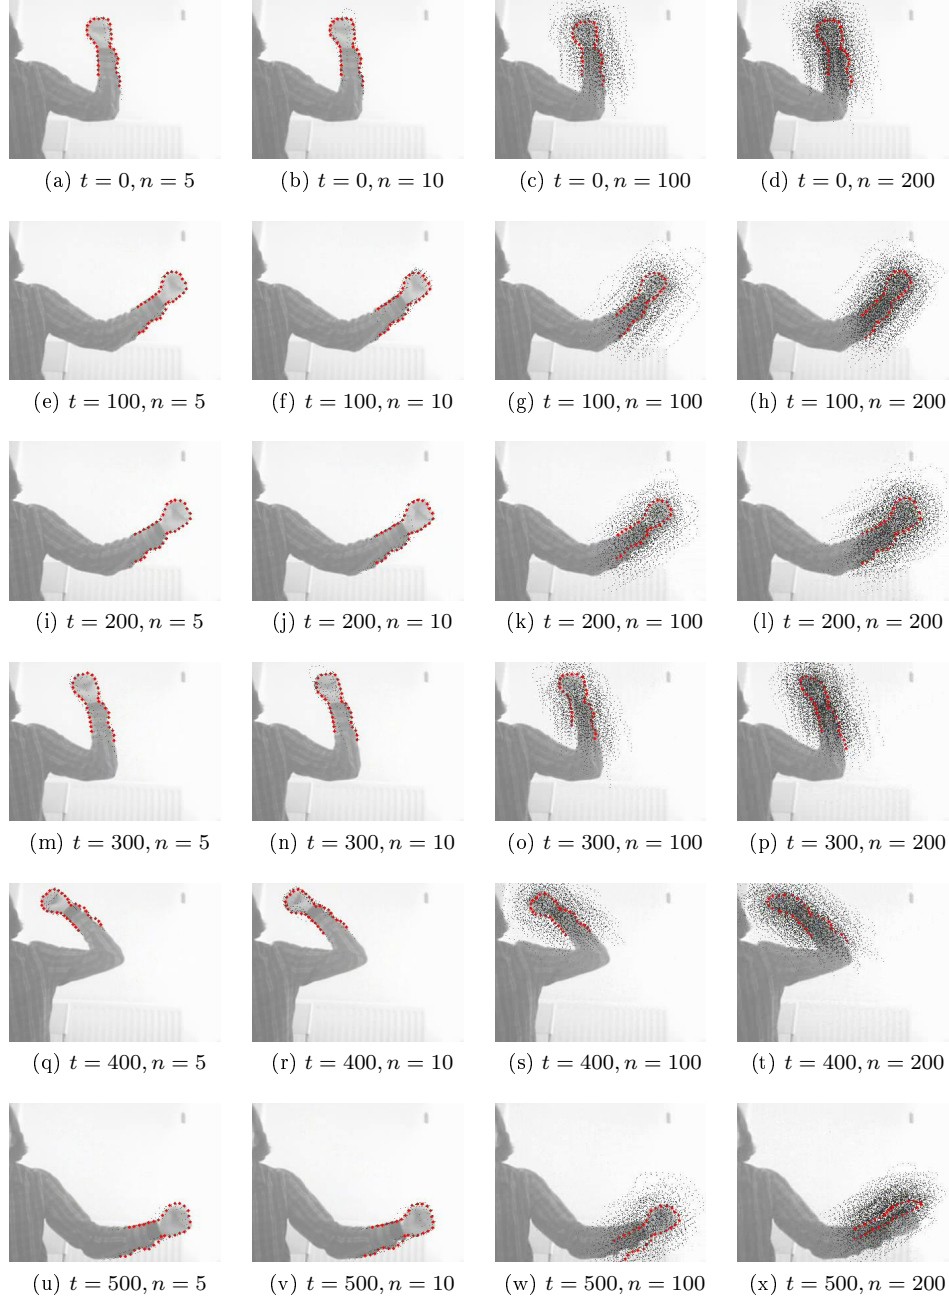 (a) t = 0, n = 5
(b) t = 0, n = 10
(c) t = 0, n = 100
(d) t = 0, n = 200
(e) t = 100, n = 5
(f) t = 100, n = 10
(g) t = 100, n = 100
(h) t = 100, n = 200
(i) t = 200, n = 5
(j) t = 200, n = 10
(k) t = 200, n = 100
(l) t = 200, n = 200
(m) t = 300, n = 5
(n) t = 300, n = 10
(o) t = 300, n = 100
(p) t = 300, n = 200
(q) t = 400, n = 5
(r) t = 400, n = 10
(s) t = 400, n = 100
(t) t = 400, n = 200
(u) t = 500, n = 5
(v) t = 500, n = 10
(w) t = 500, n = 100
(x) t = 500, n = 200